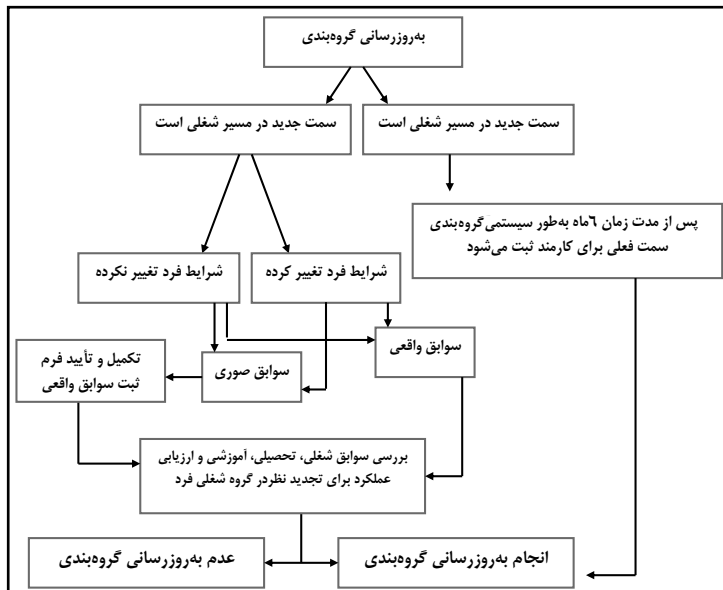 به‌روزرسانی گروه‌بندی
سمت جدید در مسیر شغلی است
سمت جدید در مسیر شغلی است
پس از مدت زمان ۶ماه به‌طور سیستمی‌گروه‌بندی
سمت فعلی برای کارمند ثبت می‌شود
شرایط فرد تغییر کرده
شرایط فرد تغییر نکرده
سوابق واقعی
سوابق صوری
تکمیل و تأیید فرم
ثبت سوابق واقعی
بررسی سوابق شغلی، تحصیلی، آموزشی و ارزیابی
عملکرد برای تجدید نظردر گروه شغلی فرد
انجام به‌روزرسانی گروه‌بندی
عدم به‌روزرسانی گروه‌بندی